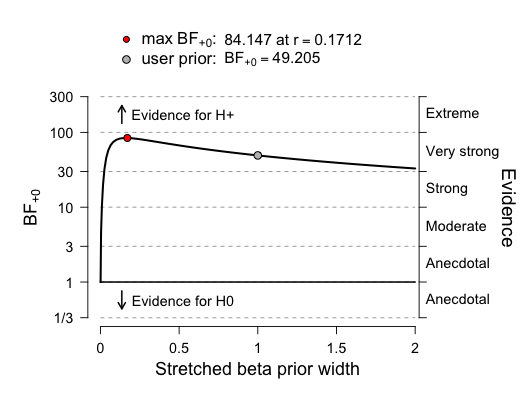 max BF+0: 84.147 at r = 0.1712
user prior: BF+0 = 49.205
300
100
30
10
3
1
1/3
Evidence for H+
Evidence for H0
Extreme
Very strong
Strong
Moderate
Anecdotal
Anecdotal
BF+0
Evidence
0 0.5 1 1.5 2
Stretched beta prior width